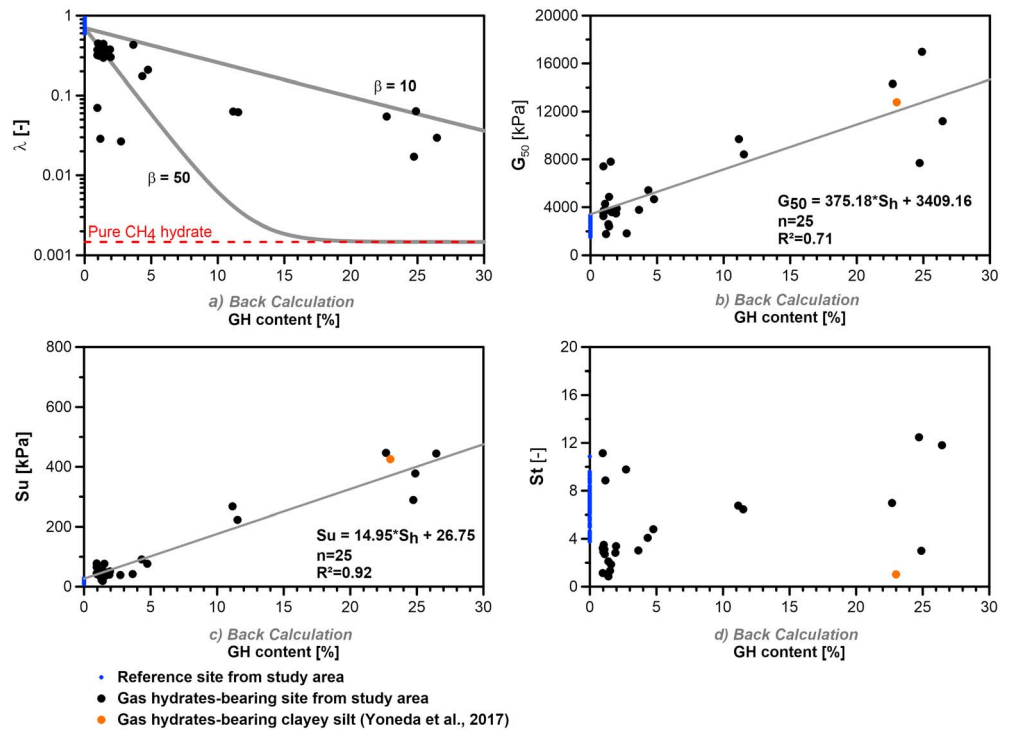 1
0.1
0.01
0.001
λ [-]
β = 10
β = 50
Pure CH4 hydrate
0 5 10 15 20 25 30
a) Back Calculation
GH content [%]
20000
16000
12000
8000
4000
0
G50 [kPa]
G50 = 375.18*Sh + 3409.16
n=25
R²=0.71
0 5 10 15 20 25 30
b) Back Calculation
GH content [%]
800
600
400
200
0
Su [kPa]
Su = 14.95*Sh + 26.75
n=25
R²=0.92
0 5 10 15 20 25 30
c) Back Calculation
GH content [%]
20
16
12
8
4
0
St [-]
0 5 10 15 20 25 30
d) Back Calculation
GH content [%]
Reference site from study area
Gas hydrates-bearing site from study area
Gas hydrates-bearing clayey silt (Yoneda et al., 2017)